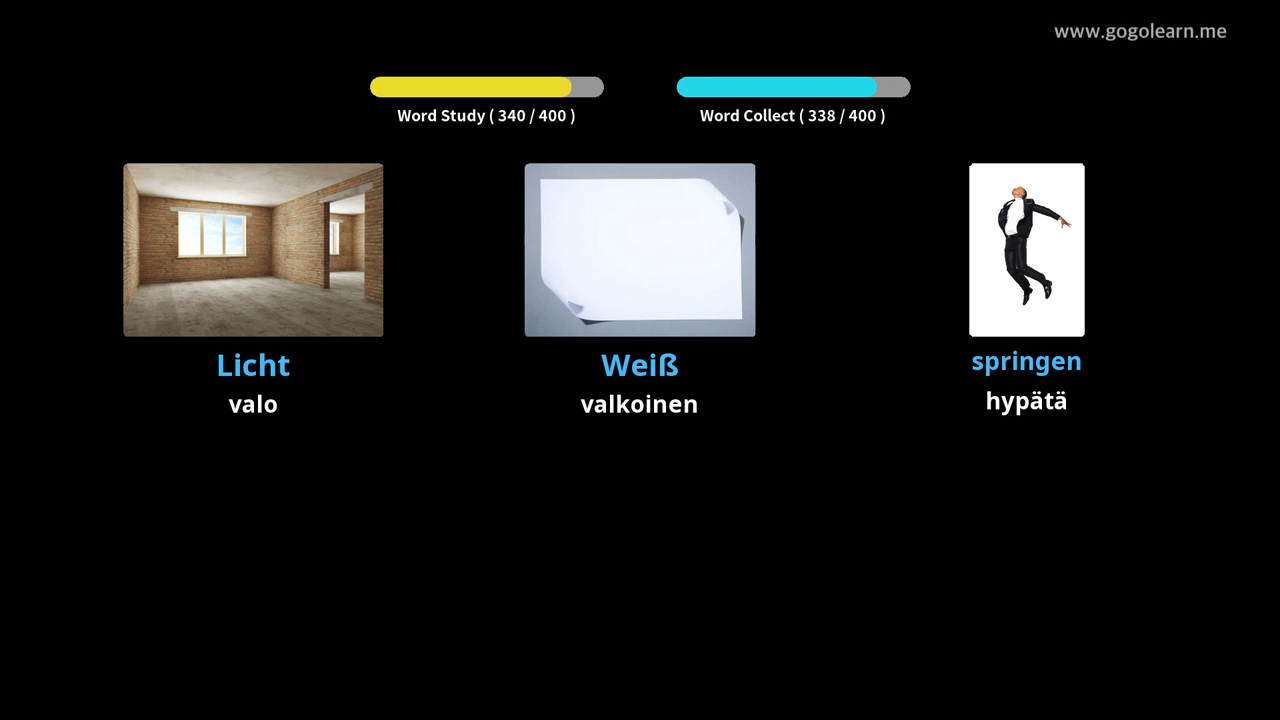 www.gogolearn.me
Word Study ( 340 / 400 )
Word Collect ( 338 / 400 )
Licht
valo
Weiß
valkoinen
springen
hypätä